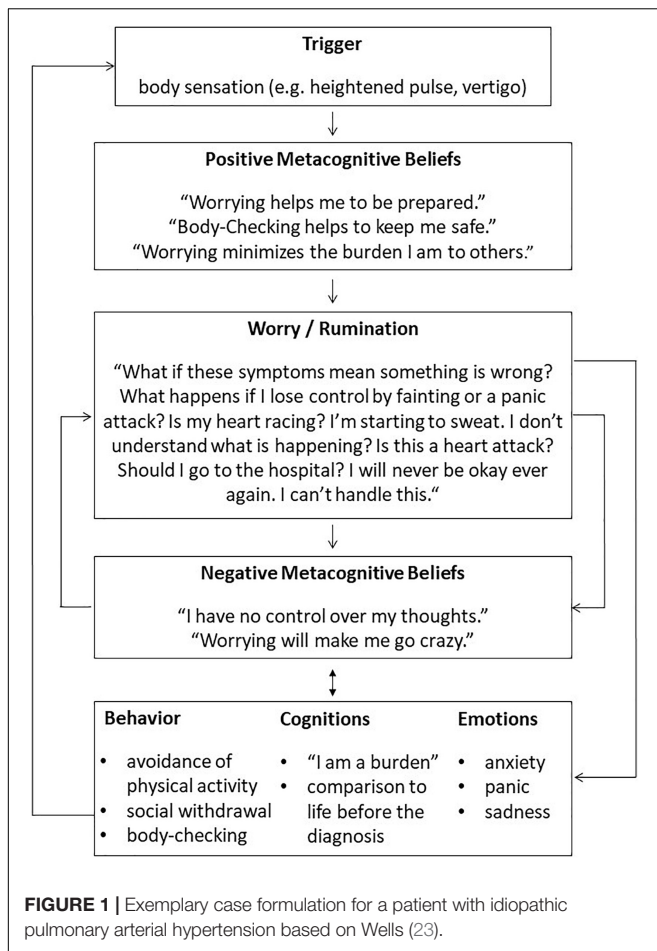 Trigger
body sensation (e.g. heightened pulse, vertigo)
Positive Metacognitive Beliefs
“Worrying helps me to be prepared.”
“Body-Checking helps to keep me safe.”
“Worrying minimizes the burden I am to others.”
Worry / Rumination
“What if these symptoms mean something is wrong?
What happens if I lose control by fainting or a panic
attack? Is my heart racing? I’m starting to sweat. I don’t
understand what is happening? Is this a heart attack?
Should I go to the hospital? I will never be okay ever
again. I can’t handle this.“
Negative Metacognitive Beliefs
“I have no control over my thoughts.”
“Worrying will make me go crazy.”
Behavior
• avoidance of
physical activity
• social withdrawal
• body-checking
Cognitions
• “I am a burden”
• comparison to
life before the
diagnosis
Emotions
• anxiety
• panic
• sadness
FIGURE 1 | Exemplary case formulation for a patient with idiopathic
pulmonary arterial hypertension based on Wells (23).